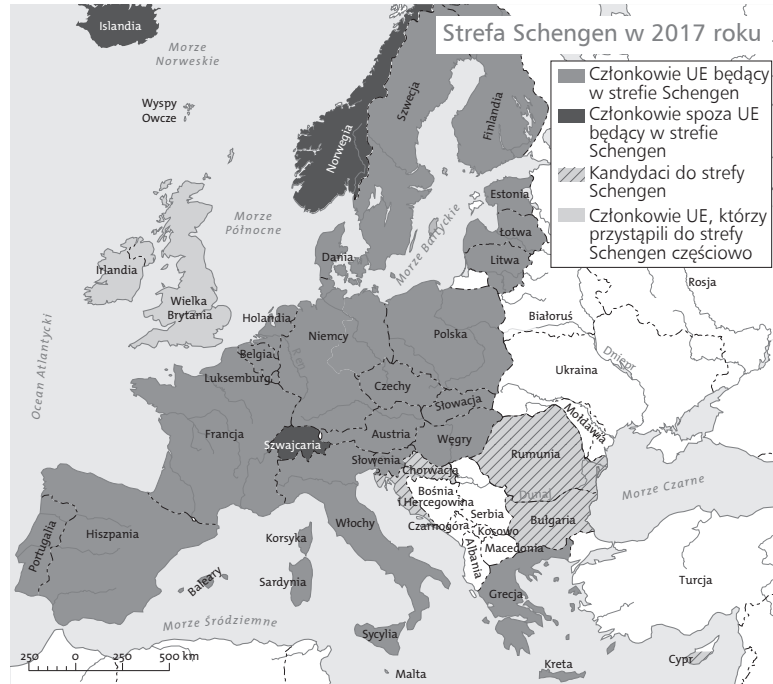 Strefa Schengen w 2017 roku
Członkowie UE będący
w strefie Schengen
Członkowie spoza UE
będący w strefie
Schengen
Kandydaci do strefy
Schengen
Członkowie UE, którzy
przystąpili do strefy
Schengen częściowo
Islandia
Morze
Norweskie
Wyspy
Owcze
Szwecja
Finlandia
Norwegia
Morze
Północne
Estonia
Łotwa
Litwa
Morze Bałtyckie
Dania
Irlandia
Wielka
Brytania
Rosja
Ocean Atlantycki
Holandia
Niemcy
Polska
Białoruś
Belgia
Ren
Ukraina
Dniepr
Luksemburg
Czechy
Słowacja
Mołdawia
Francja
Szwajcaria
Austria
Węgry
Rumunia
Słowenia
Chorwacja
Bośnia
i Hercegowina
Dunaj
Morze Czarne
Serbia
Bułgaria
Czarnogóra
Kosowo
Macedonia
Albania
Portugalia
Hiszpania
Włochy
Korsyka
Sardynia
Baleary
Turcja
Grecja
Morze Śródziemne
Sycylia
Malta
Kreta
Cypr
250 0 250 500 km